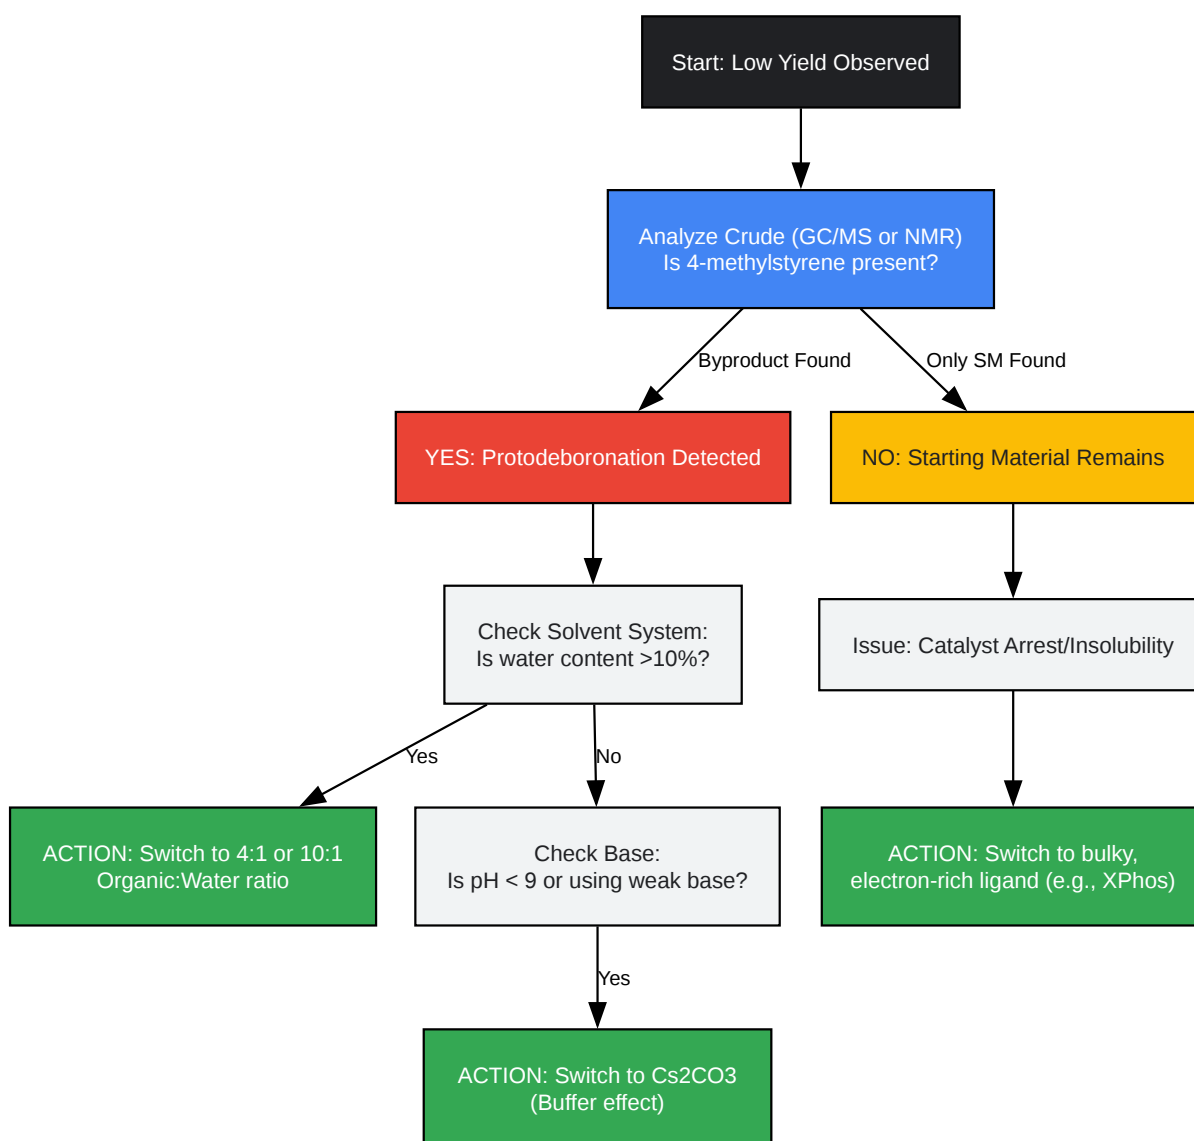 Start: Low Yield Observed
Analyze Crude (GC/MS or NMR)
Is 4-methylstyrene present?
Byproduct Found
Only SM Found
YES: Protodeboronation Detected
NO: Starting Material Remains
Check Solvent System:
Is water content >10%?
Issue: Catalyst Arrest/Insolubility
Yes
No
ACTION: Switch to 4:1 or 10:1
Organic:Water ratio
Check Base:
Is pH < 9 or using weak base?
ACTION: Switch to bulky,
electron-rich ligand (e.g., XPhos)
Yes
ACTION: Switch to Cs2CO3
(Buffer effect)